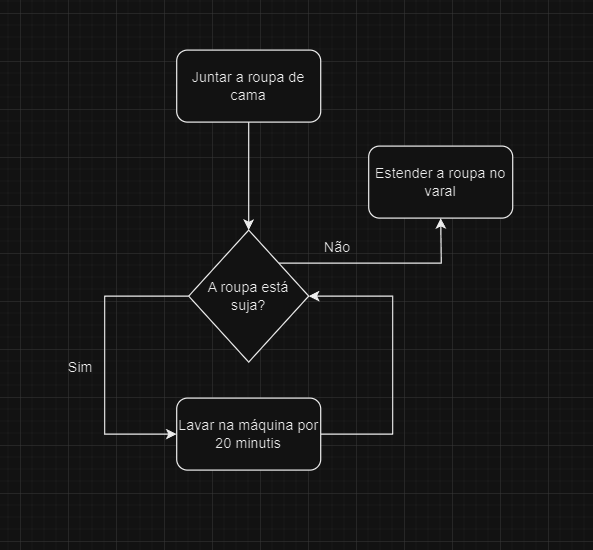 Juntar a roupa de
cama
Estender a roupa no
varal
Não
A roupa está
suja?
Sim
Lavar na máquina por
20 minutis